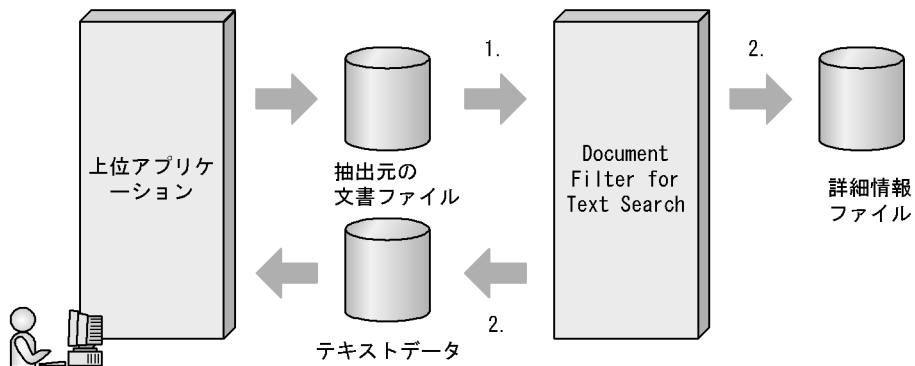 1.
2.
上位アプリケ
ーション
抽出元の
文書ファイル
Document
Filter for
Text Search
詳細情報
ファイル
2.
テキストデータ